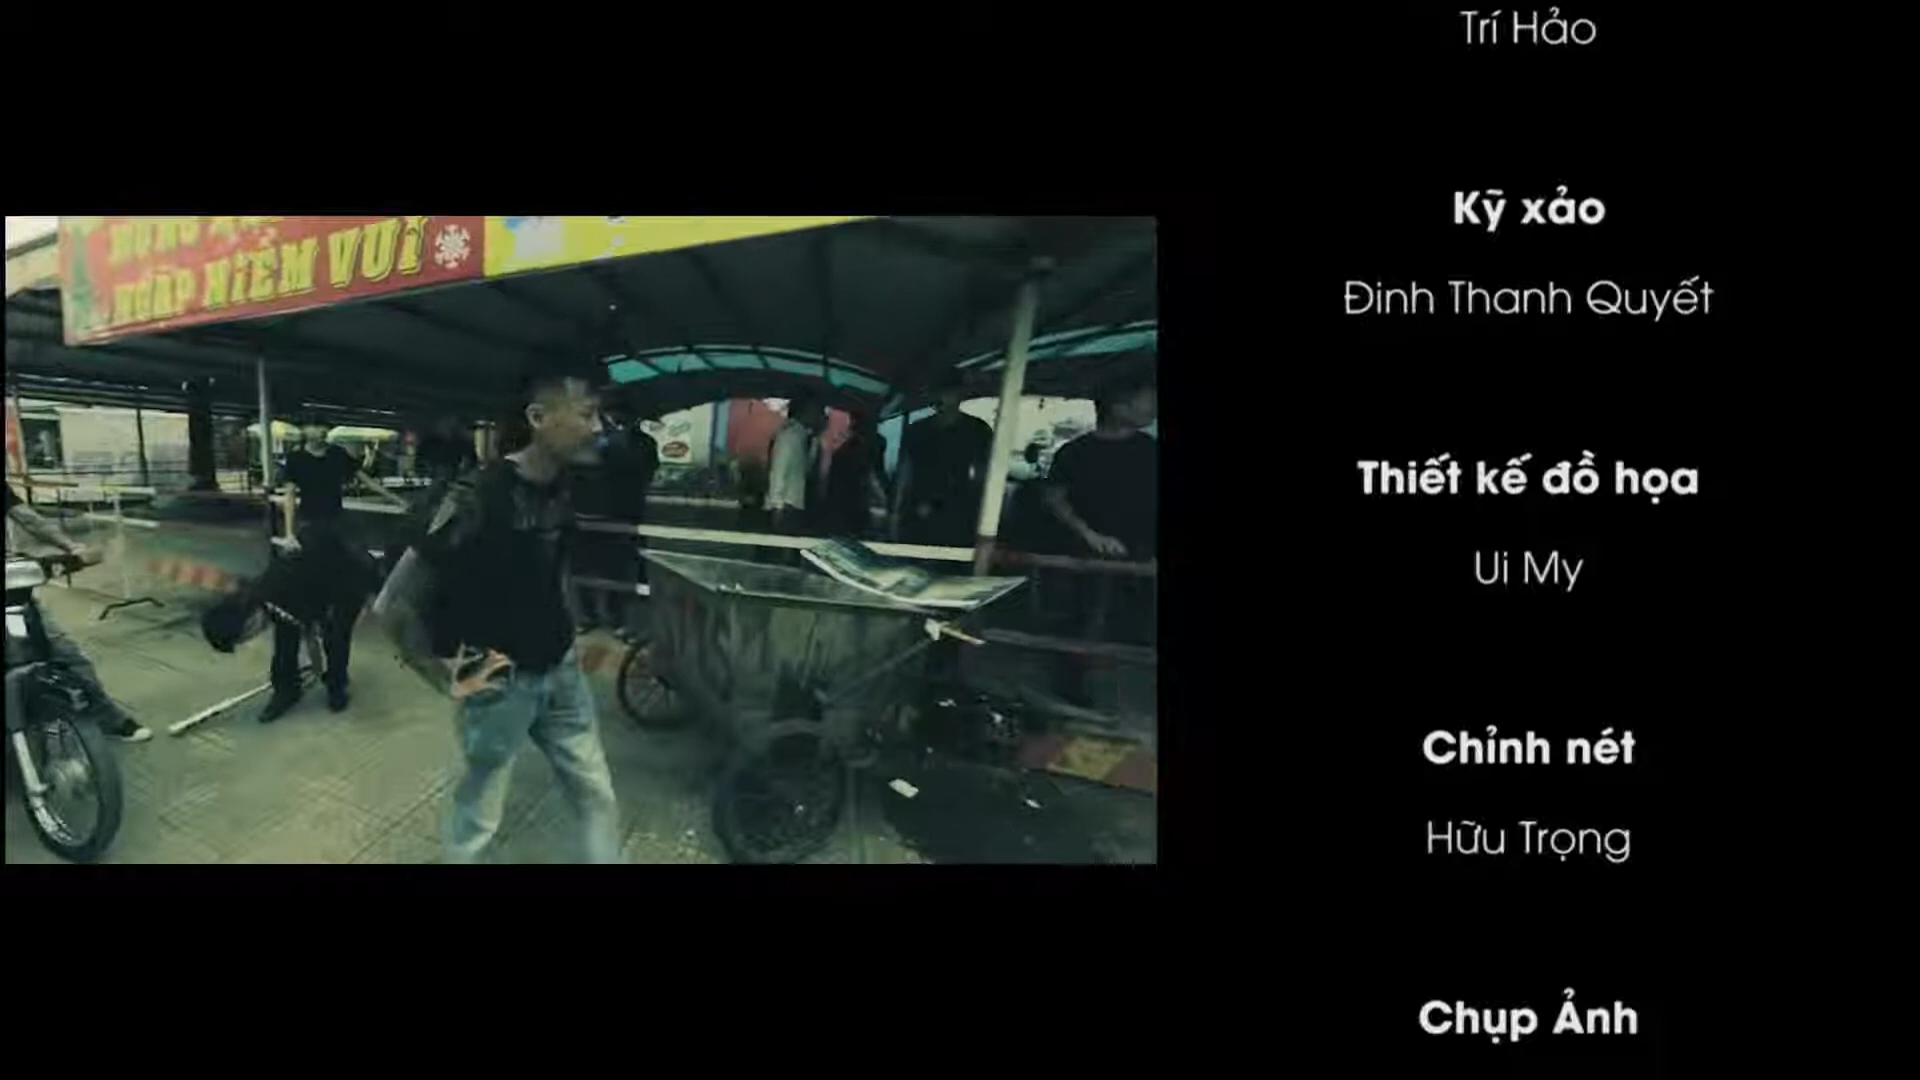 NGẬP NIỀM VUI
Trí Hảo
Kỹ xảo
Đinh Thanh Quyết
Thiết kế đồ họa
Ui My
Chỉnh nét
Hữu Trọng
Chụp Ảnh